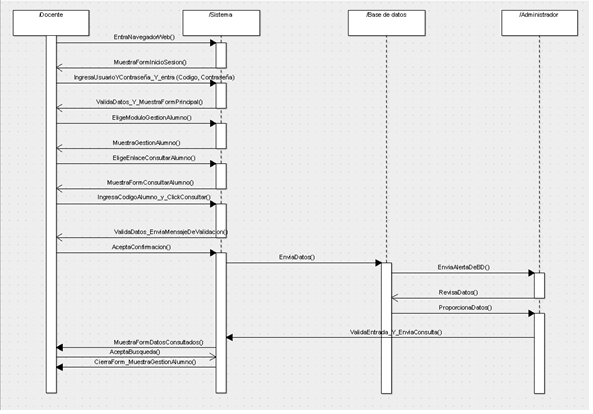 /Docente
/Sistema
/Base de datos
/Administrador
EntraNavegadorWeb()
MuestraFormInicioSesion()
IngresaUsuarioYContraseña_Y_entra (Codigo, Contraseña)
ValidaDatos_Y_MuestraFormPrincipal()
EligeModuloGestionAlumno()
MuestraGestionAlumno()
EligeEnlaceConsultarAlumno()
MuestraFormConsultarAlumno()
IngresaCodigoAlumno_y_ClickConsultar()
ValidaDatos_EnviaMensajeDeValidacion()
AceptaConfirmacion()
EnviaDatos()
EnviaAlertaDeBD()
RevisaDatos()
ProporcionaDatos()
ValidaEntrada_Y_EnviaConsulta()
MuestraFormDatosConsultados()
AceptaBusqueda()
CierraForm_MuestraGestionAlumno()